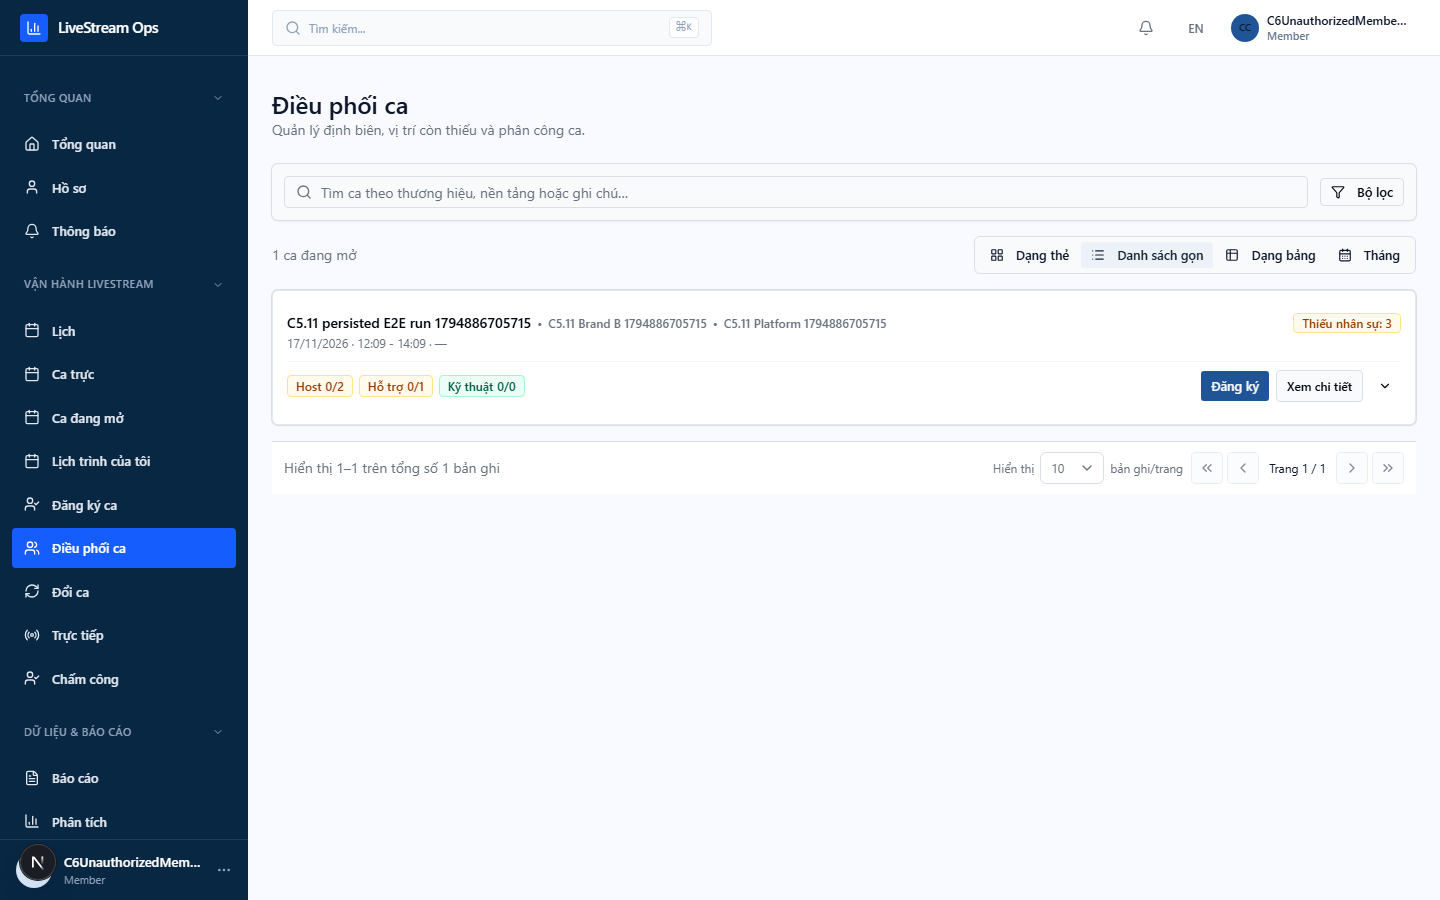 LiveStream Ops
Tìm kiếm...
⌘K
EN
CC
C6UnauthorizedMembe...
Member
TỔNG QUAN
Tổng quan
Hồ sơ
Thông báo
VẬN HÀNH LIVESTREAM
Lịch
Ca trực
Ca đang mở
Lịch trình của tôi
Đăng ký ca
Điều phối ca
Đổi ca
Trực tiếp
Chấm công
DỮ LIỆU & BÁO CÁO
Báo cáo
Phân tích
N
C6UnauthorizedMem...
Member
Điều phối ca
Quản lý định biên, vị trí còn thiếu và phân công ca.
Tìm ca theo thương hiệu, nền tảng hoặc ghi chú...
Bộ lọc
1 ca đang mở
Dạng thẻ
Danh sách gọn
Dạng bảng
Tháng
C5.11 persisted E2E run 1794886705715 • C5.11 Brand B 1794886705715 • C5.11 Platform 1794886705715
Thiếu nhân sự: 3
17/11/2026 · 12:09 - 14:09 · —
Host 0/2
Hỗ trợ 0/1
Kỹ thuật 0/0
Đăng ký
Xem chi tiết
Hiển thị 1–1 trên tổng số 1 bản ghi
Hiển thị 10 bản ghi/trang
Trang 1 / 1